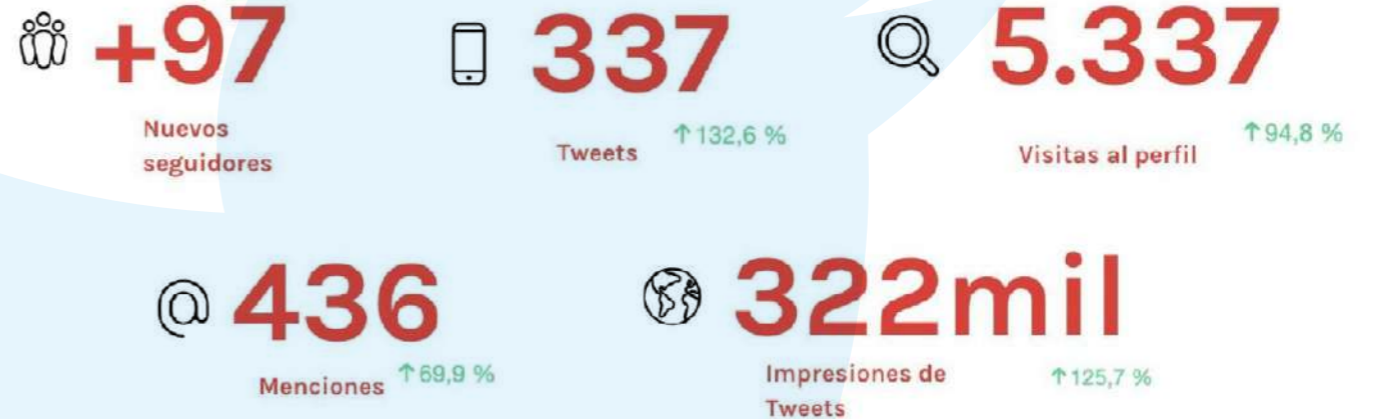 +97
Nuevos
seguidores
337
Tweets
↑132,6 %
5.337
Visitas al perfil
↑94,8 %
@ 436
Menciones
↑69,9 %
322mil
Impresiones de
Tweets
↑125,7 %